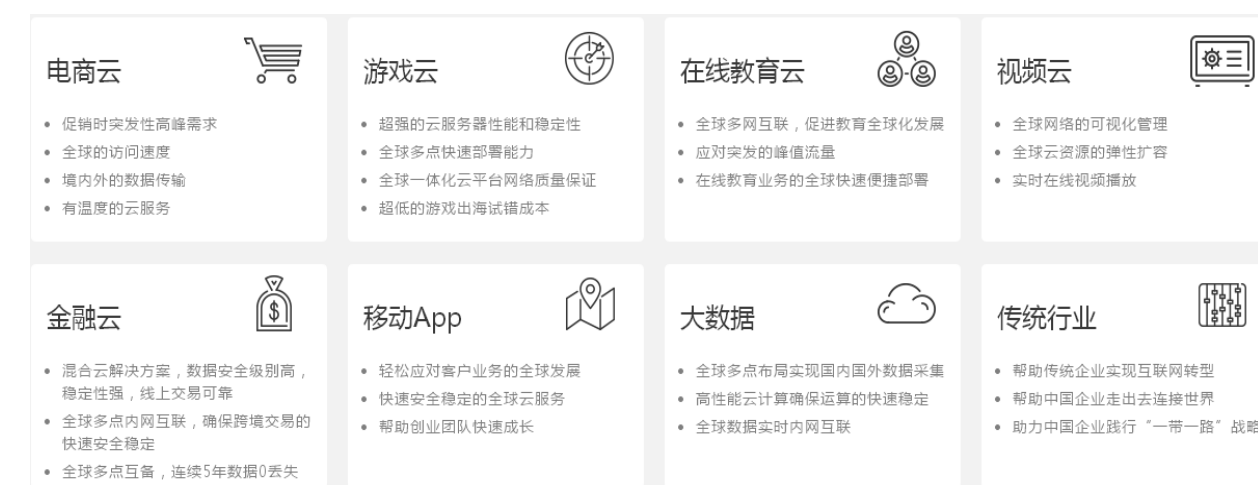 电商云
促销时突发性高峰需求
全球的访问速度
境内外的数据传输
有温度的云服务
游戏云
超强的云服务器性能和稳定性
全球多点快速部署能力
全球一体化云平台网络质量保证
超低的游戏出海试错成本
在线教育云
全球多网互联，促进教育全球化发展
应对突发的峰值流量
在线教育业务的全球快速便捷部署
视频云
全球网络的可视化管理
全球云资源的弹性扩容
实时在线视频播放
金融云
混合云解决方案，数据安全级别高，
稳定性强，线上交易可靠
全球多点内网互联，确保跨境交易的
快速安全稳定
全球多点互备，连续5年数据0丢失
移动App
轻松应对客户业务的全球发展
快速安全稳定的全球云服务
帮助创业团队快速成长
大数据
全球多点布局实现国内国外数据采集
高性能云计算确保运算的快速稳定
全球数据实时内网互联
传统行业
帮助传统企业实现互联网转型
帮助中国企业走出去连接世界
助力中国企业践行“一带一路”战略